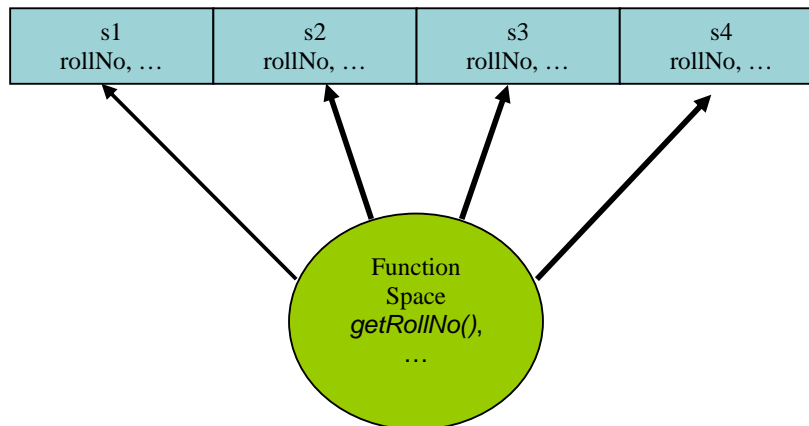 s1
rollNo, …
s2
rollNo, …
s3
rollNo, …
s4
rollNo, …
Function
Space
getRollNo(),
…